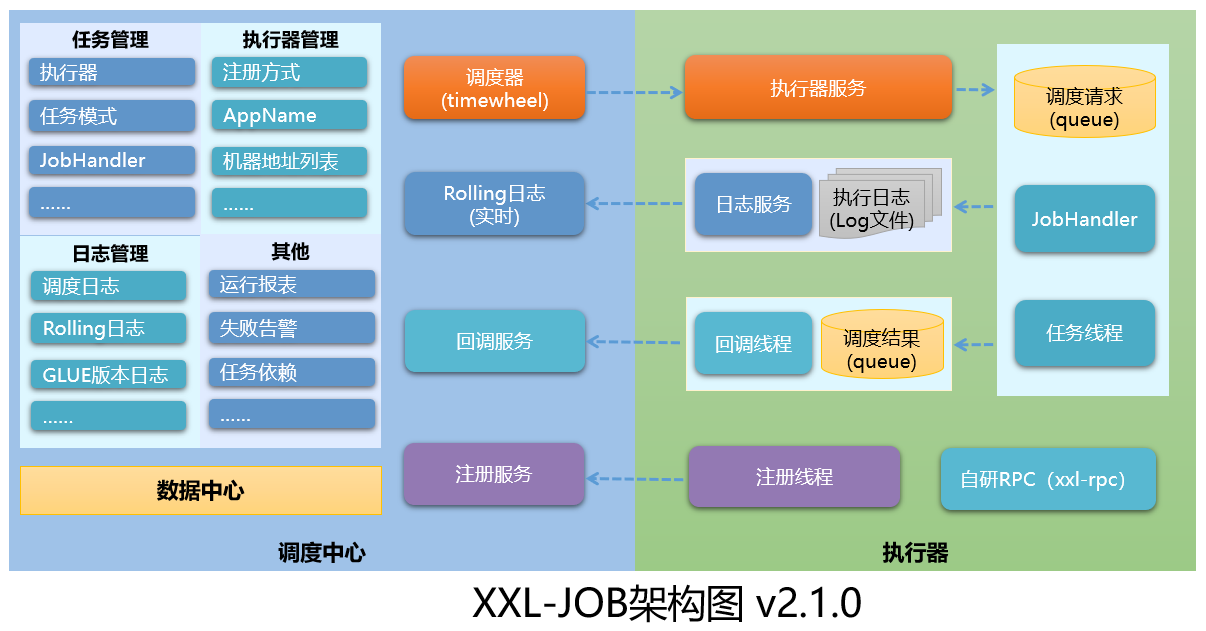 任务管理
执行器
任务模式
JobHandler
......
执行器管理
注册方式
AppName
机器地址列表
......
日志管理
调度日志
Rolling日志
GLUE版本日志
......
其他
运行报表
失败告警
任务依赖
......
数据中心
调度器
(timewheel)
Rolling日志
(实时)
回调服务
注册服务
调度中心
执行器服务
日志服务
执行日志
(Log文件)
回调线程
调度结果
(queue)
注册线程
调度请求
(queue)
JobHandler
任务线程
自研RPC（xxl-rpc）
执行器
XXL-JOB架构图 v2.1.0